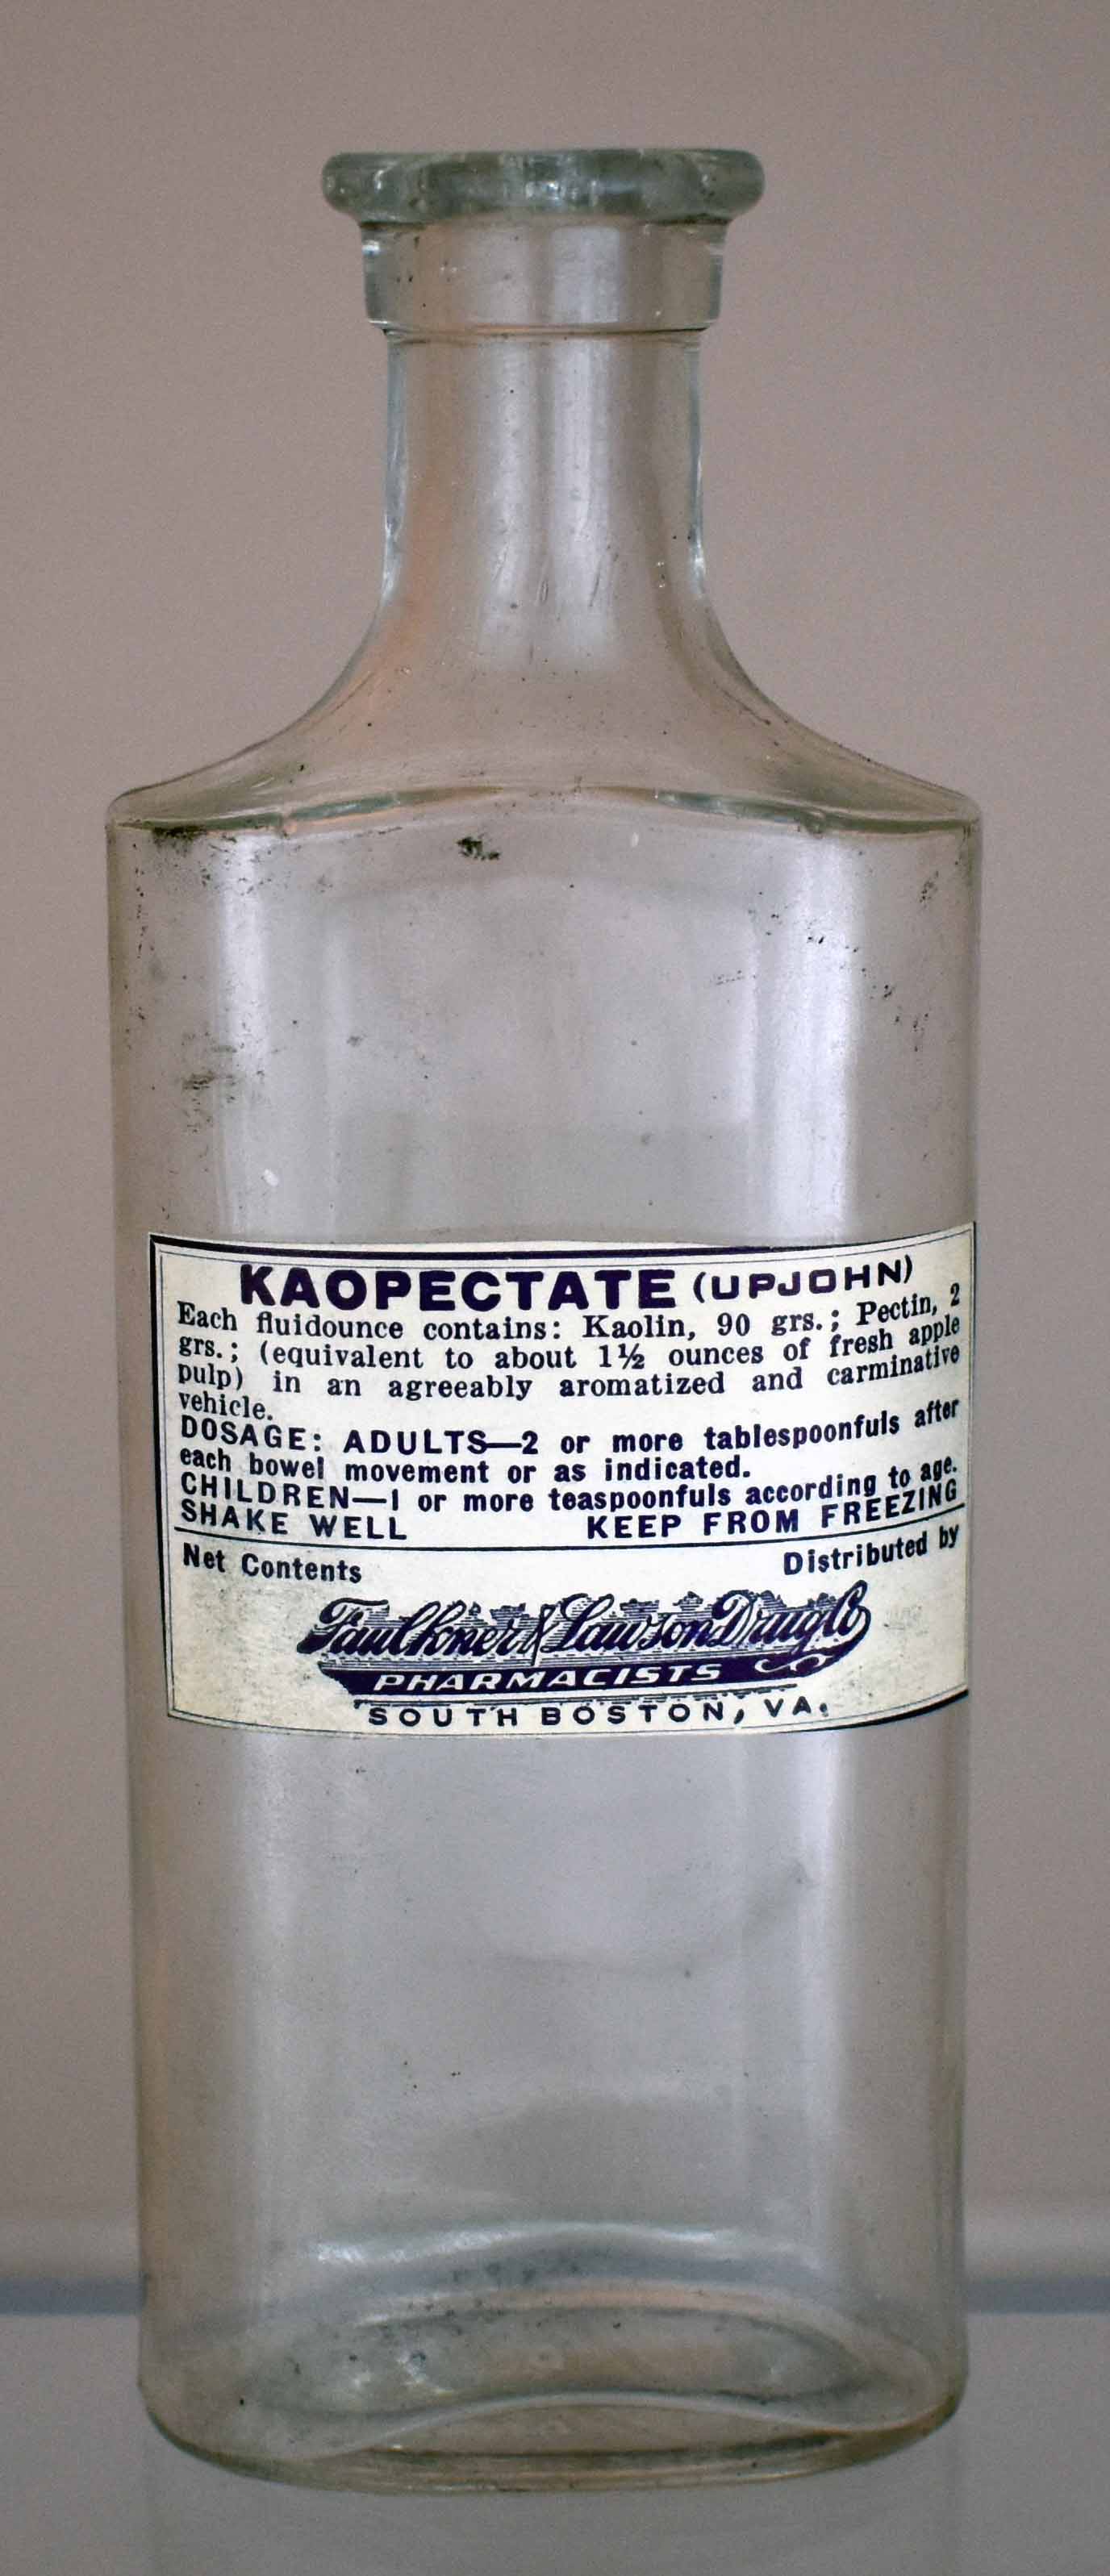 KAOPECTATE (UPJOHN)
Each fluidounce contains: Kaolin, 90 grs.; Pectin, 2
grs.; (equivalent to about 1½ ounces of fresh apple
pulp) in an agreeably aromatized and carminative
vehicle.
DOSAGE: ADULTS—2 or more tablespoonfuls after
each bowel movement or as indicated.
CHILDREN—1 or more teaspoonfuls according to age.
SHAKE WELL KEEP FROM FREEZING
Net Contents Distributed by
Faulkner & Lawson Drug Co
PHARMACISTS
SOUTH BOSTON, VA.